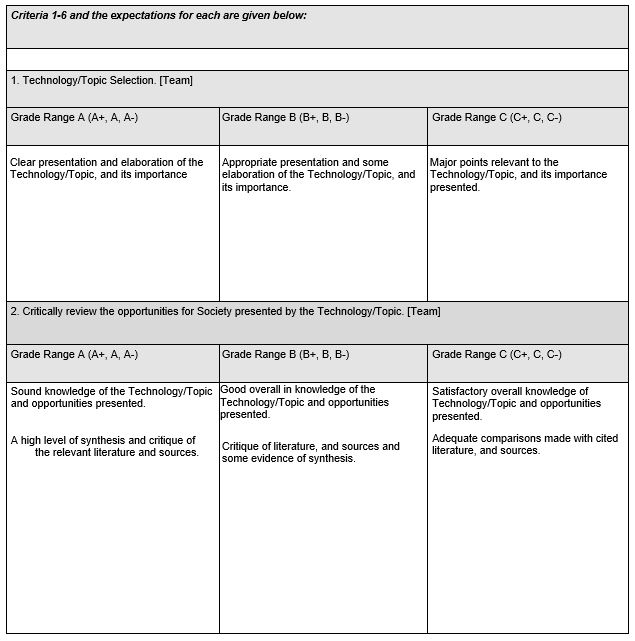 Criteria 1-6 and the expectations for each are given below:
1. Technology/Topic Selection. [Team]
Grade Range A (A+, A, A-)
Grade Range B (B+, B, B-)
Grade Range C (C+, C, C-)
Clear presentation and elaboration of the
Technology/Topic, and its importance
Appropriate presentation and some
elaboration of the Technology/Topic, and
its importance.
Major points relevant to the
Technology/Topic, and its importance
presented.
2. Critically review the opportunities for Society presented by the Technology/Topic. [Team]
Grade Range A (A+, A, A-)
Grade Range B (B+, B, B-)
Grade Range C (C+, C, C-)
Sound knowledge of the Technology/Topic
and opportunities presented.
A high level of synthesis and critique of
the relevant literature and sources.
Good overall in knowledge of the
Technology/Topic and opportunities
presented.
Critique of literature, and sources and
some evidence of synthesis.
Satisfactory overall knowledge of
Technology/Topic and opportunities
presented.
Adequate comparisons made with cited
literature, and sources.